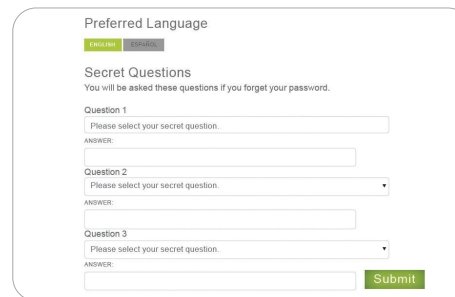 Preferred Language
ENGLISH ESPAÑOL
Secret Questions
You will be asked these questions if you forget your password.
Question 1
Please select your secret question.
ANSWER:
Question 2
Please select your secret question.
ANSWER:
Question 3
Please select your secret question.
ANSWER:
Submit